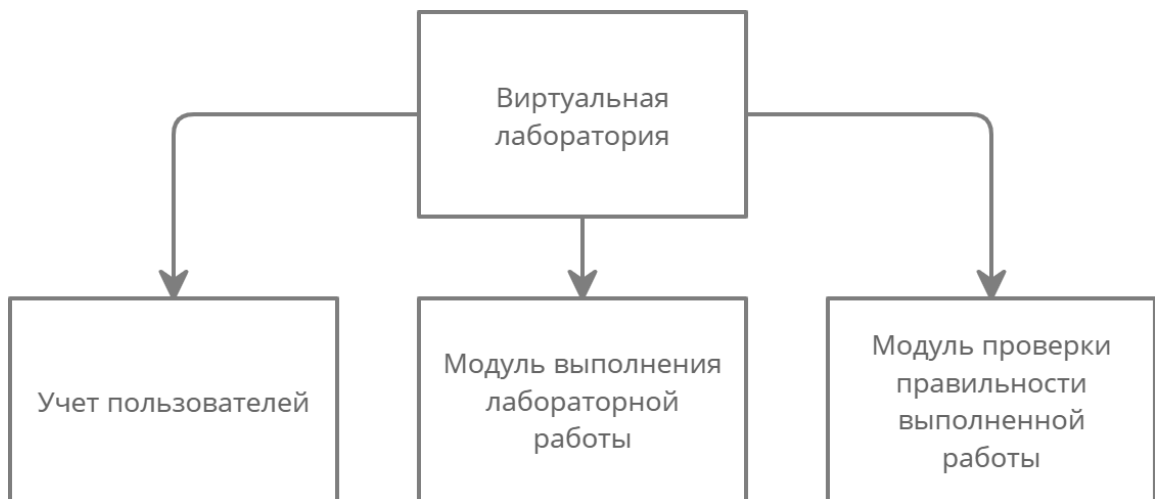 Виртуальная
лаборатория
Учет пользователей
Модуль выполнения
лабораторной
работы
Модуль проверки
правильности
выполненной
работы